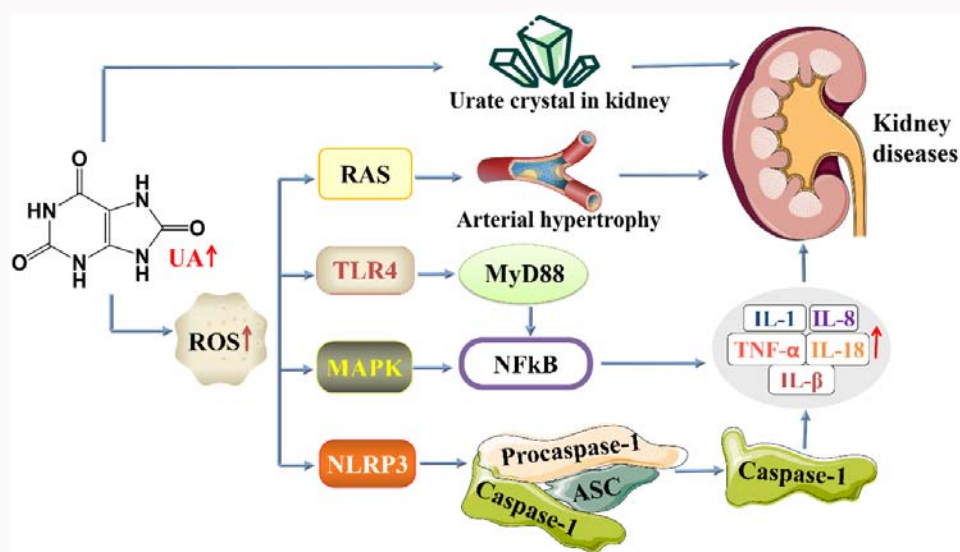 Urate crystal in kidney
Kidney
diseases
RAS
Arterial hypertrophy
O
H
N
HN
O
O
N
H
N
H
UA↑
TLR4
MyD88
ROS↑
IL-1
IL-8
TNF-α
IL-18
↑
IL-β
MAPK
NFkB
NLRP3
Procaspase-1
ASC
Caspase-1
Caspase-1